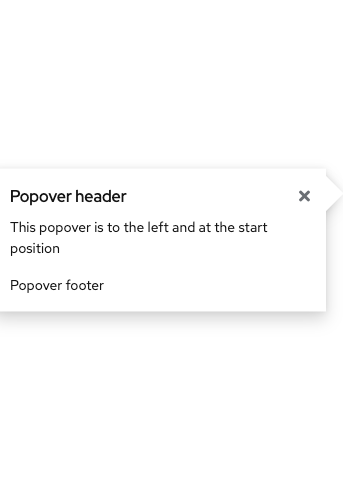 Popover header
This popover is to the left and at the start
position
Popover footer